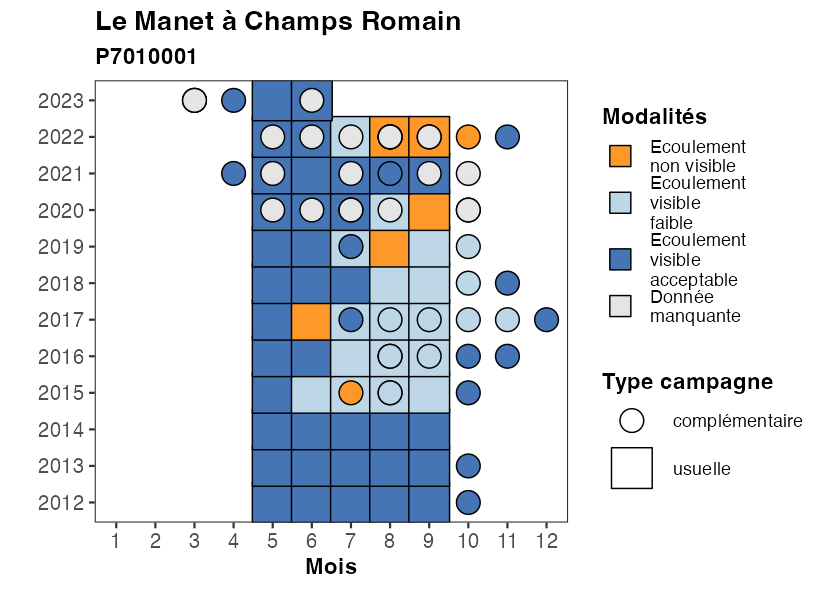 Le Manet à Champs Romain
P7010001
2023
2022
2021
2020
2019
2018
2017
2016
2015
2014
2013
2012
1 2 3 4 5 6 7 8 9 10 11 12
Mois
Modalités
Ecoulement
non visible
Ecoulement
visible
faible
Ecoulement
visible
acceptable
Donnée
manquante
Type campagne
complémentaire
usuelle